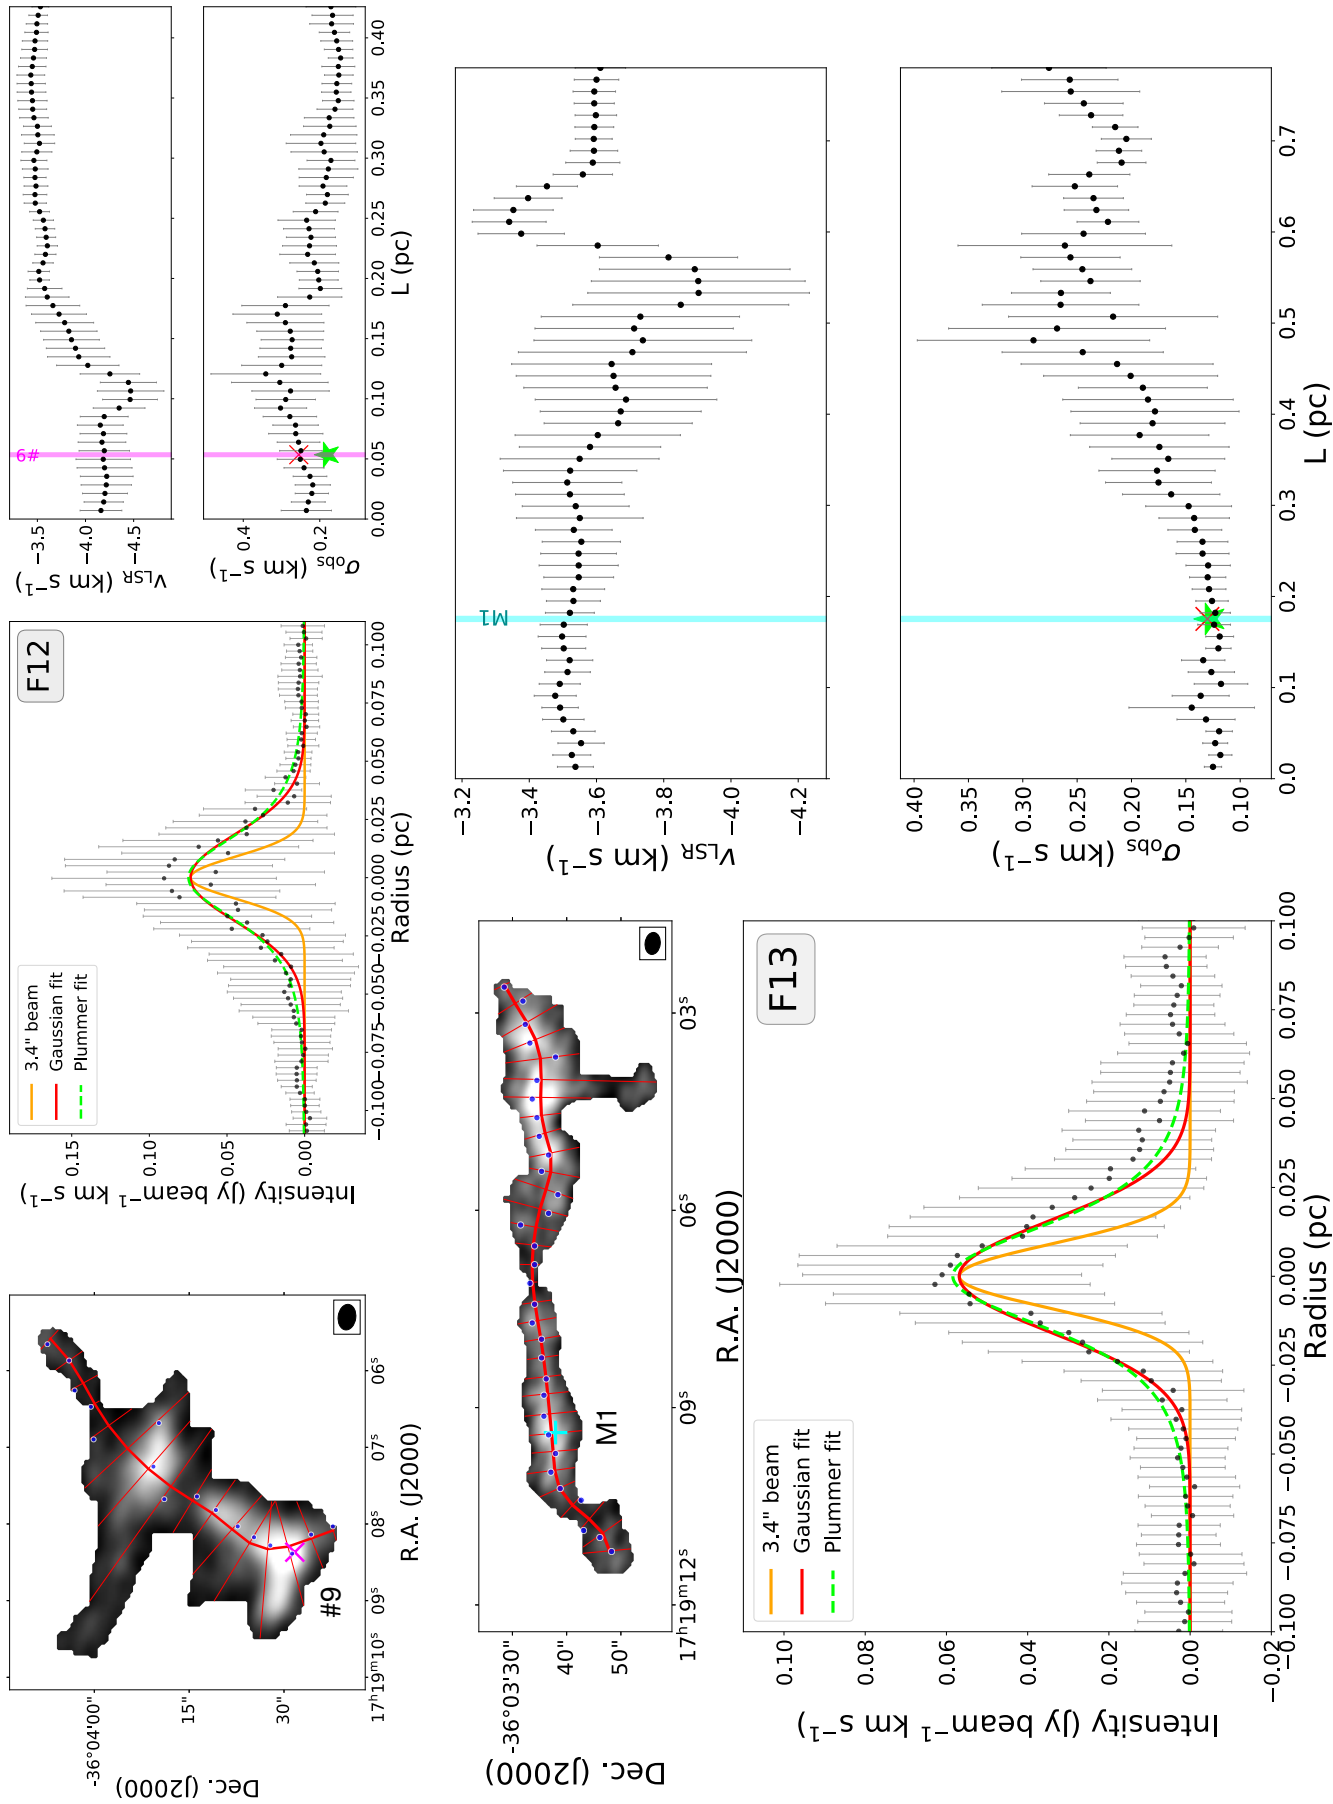 Dec. (J2000)
-36°04'00"
15"
30"
17ʰ19ᵐ10ˢ 09ˢ 08ˢ 07ˢ 06ˢ
R.A. (J2000)
#9
Intensity (Jy beam⁻¹ km s⁻¹)
0.15
0.10
0.05
0.00
−0.100 −0.075 −0.050 −0.025 0.000 0.025 0.050 0.075 0.100
Radius (pc)
3.4" beam
Gaussian fit
Plummer fit
F12
V_LSR (km s⁻¹)
−3.5
−4.0
−4.5
#9
σ_obs (km s⁻¹)
0.4
0.2
0.00 0.05 0.10 0.15 0.20 0.25 0.30 0.35 0.40
L (pc)
Dec. (J2000)
-36°03'30"
40"
50"
17ʰ19ᵐ12ˢ 09ˢ 06ˢ 03ˢ
R.A. (J2000)
M1
V_LSR (km s⁻¹)
−3.2
−3.4
−3.6
−3.8
−4.0
−4.2
M1
Intensity (Jy beam⁻¹ km s⁻¹)
0.10
0.08
0.06
0.04
0.02
0.00
−0.02
−0.100 −0.075 −0.050 −0.025 0.000 0.025 0.050 0.075 0.100
Radius (pc)
3.4" beam
Gaussian fit
Plummer fit
F13
σ_obs (km s⁻¹)
0.40
0.35
0.30
0.25
0.20
0.15
0.10
0.0 0.1 0.2 0.3 0.4 0.5 0.6 0.7
L (pc)